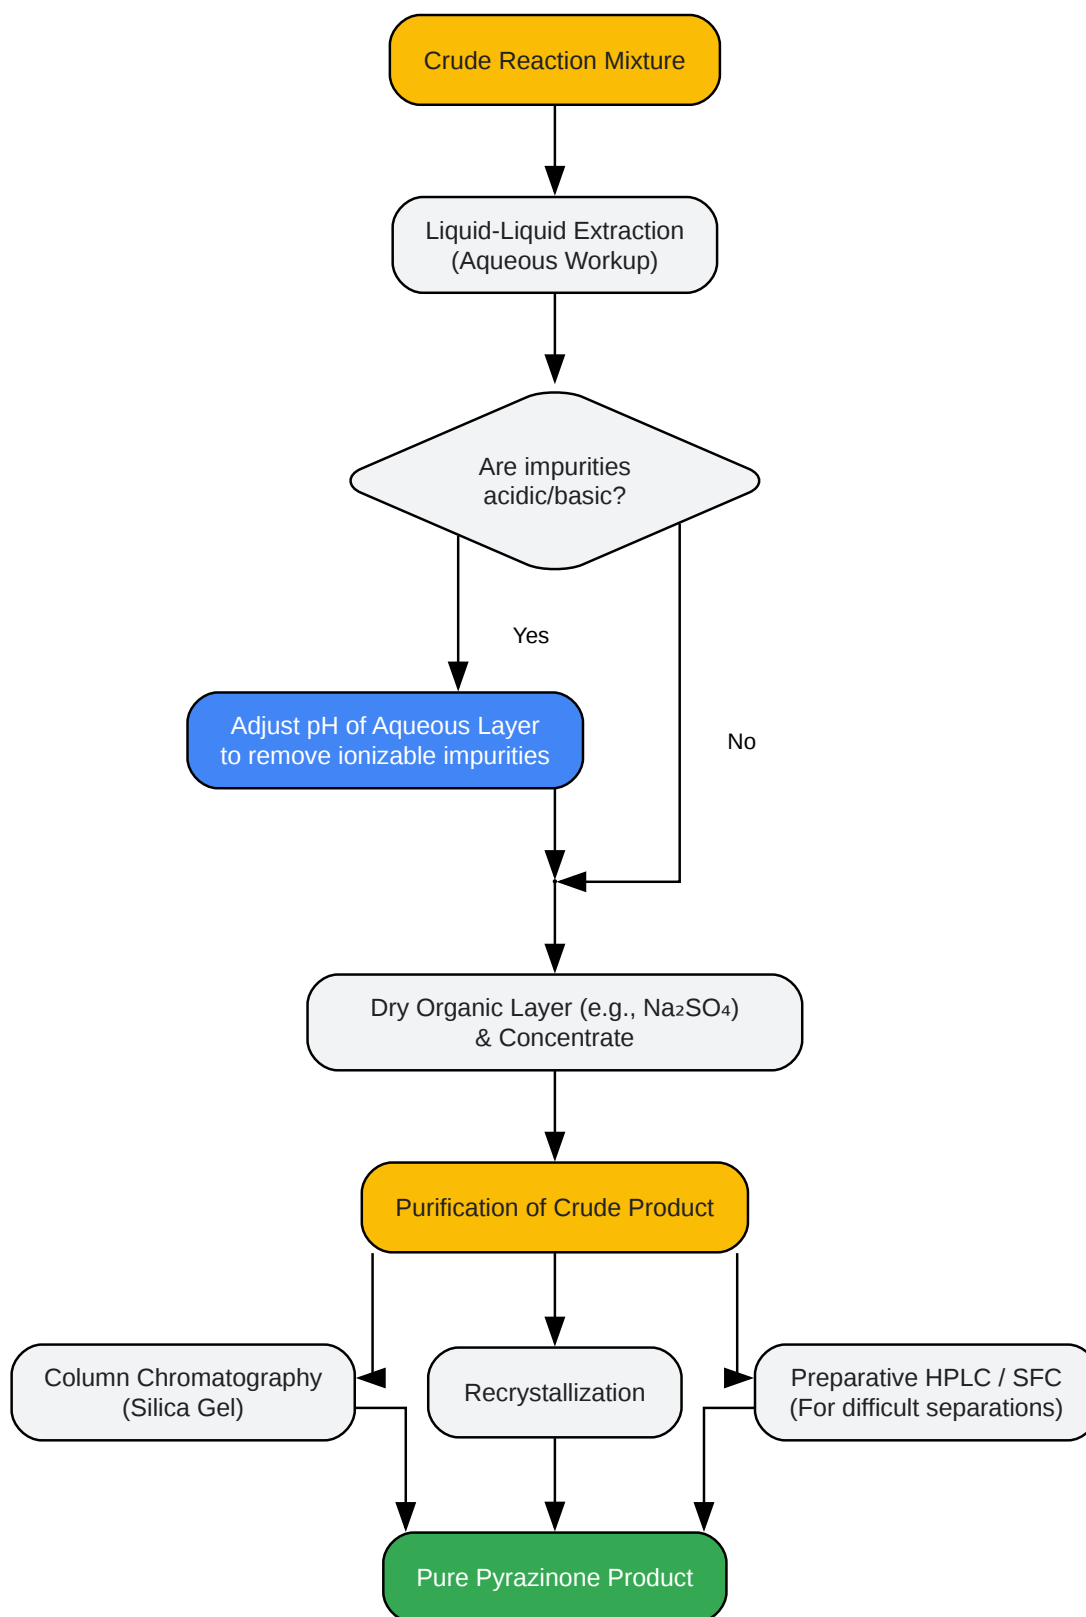 Crude Reaction Mixture
Liquid-Liquid Extraction
(Aqueous Workup)
Are impurities
acidic/basic?
Yes
Adjust pH of Aqueous Layer
to remove ionizable impurities
No
Dry Organic Layer (e.g., Na₂SO₄)
& Concentrate
Purification of Crude Product
Column Chromatography
(Silica Gel)
Recrystallization
Preparative HPLC / SFC
(For difficult separations)
Pure Pyrazinone Product